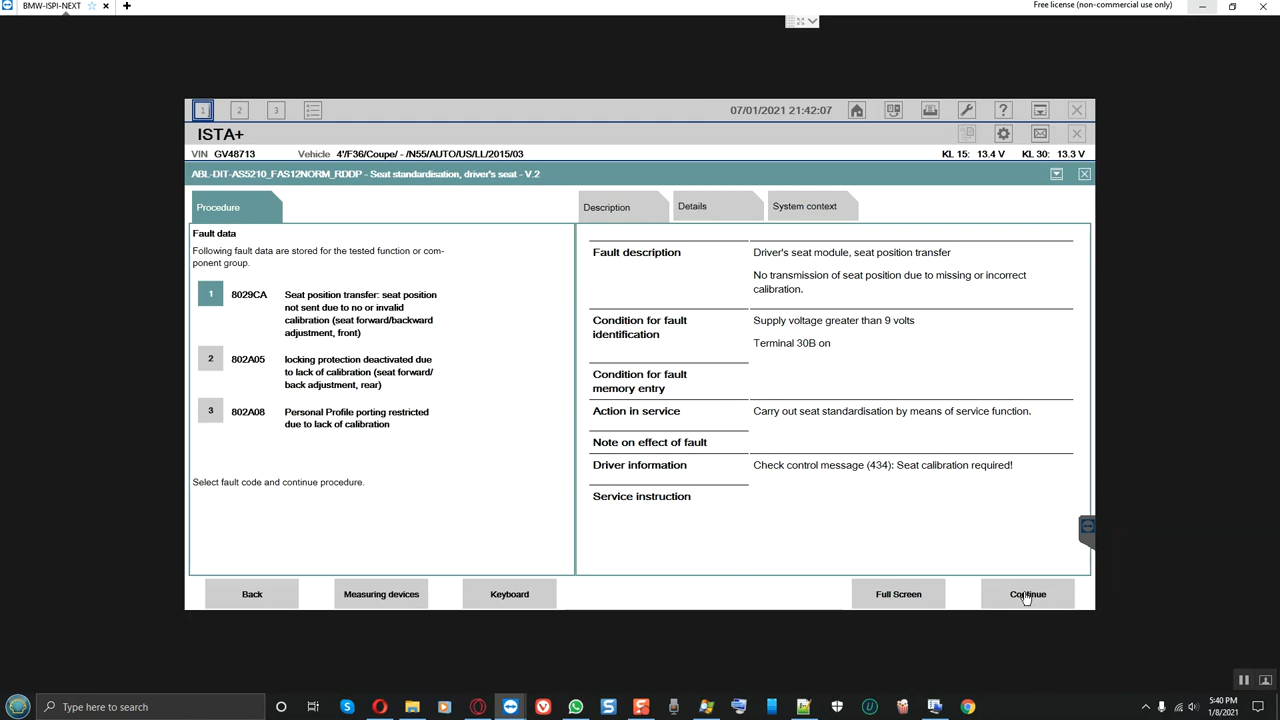 BMW-ISPI-NEXT
Free license (non-commercial use only)
1
2
3
07/01/2021 21:42:07
?
ISTA+
VIN GV48713 Vehicle 4'/F36/Coupe/ - /N55/AUTO/US/LL/2015/03 KL 15: 13.4 V KL 30: 13.3 V
ABL-DIT-AS5210_FAS12NORM_RDDP - Seat standardisation, driver's seat - V.2
Procedure
Fault data
Following fault data are stored for the tested function or com-
ponent group.
1 8029CA Seat position transfer: seat position
not sent due to no or invalid
calibration (seat forward/backward
adjustment, front)
2 802A05 locking protection deactivated due
to lack of calibration (seat forward/
back adjustment, rear)
3 802A08 Personal Profile porting restricted
due to lack of calibration
Select fault code and continue procedure.
Description Details System context
Fault description Driver's seat module, seat position transfer
No transmission of seat position due to missing or incorrect
calibration.
Condition for fault Supply voltage greater than 9 volts
identification
Terminal 30B on
Condition for fault
memory entry
Action in service Carry out seat standardisation by means of service function.
Note on effect of fault
Driver information Check control message (434): Seat calibration required!
Service instruction
Back Measuring devices Keyboard Full Screen Continue
Type here to search
5:40 PM
1/8/2021